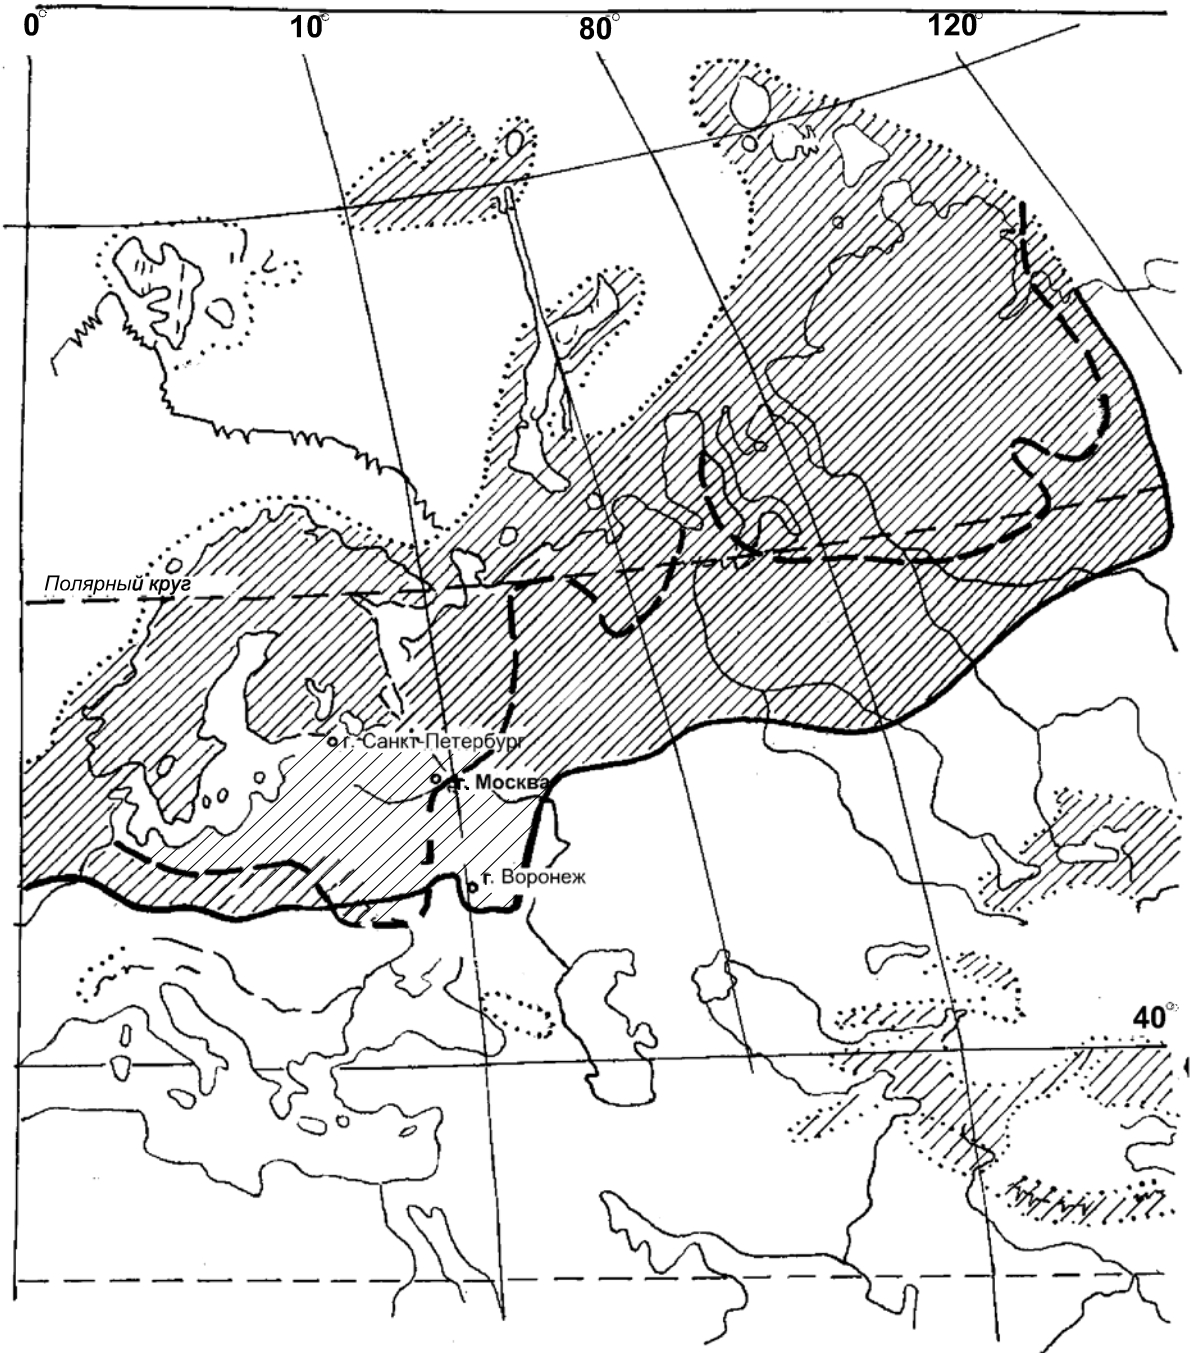 0° 10° 80° 120°
Полярный круг
г. Санкт-Петербург
г. Москва
г. Воронеж
40°